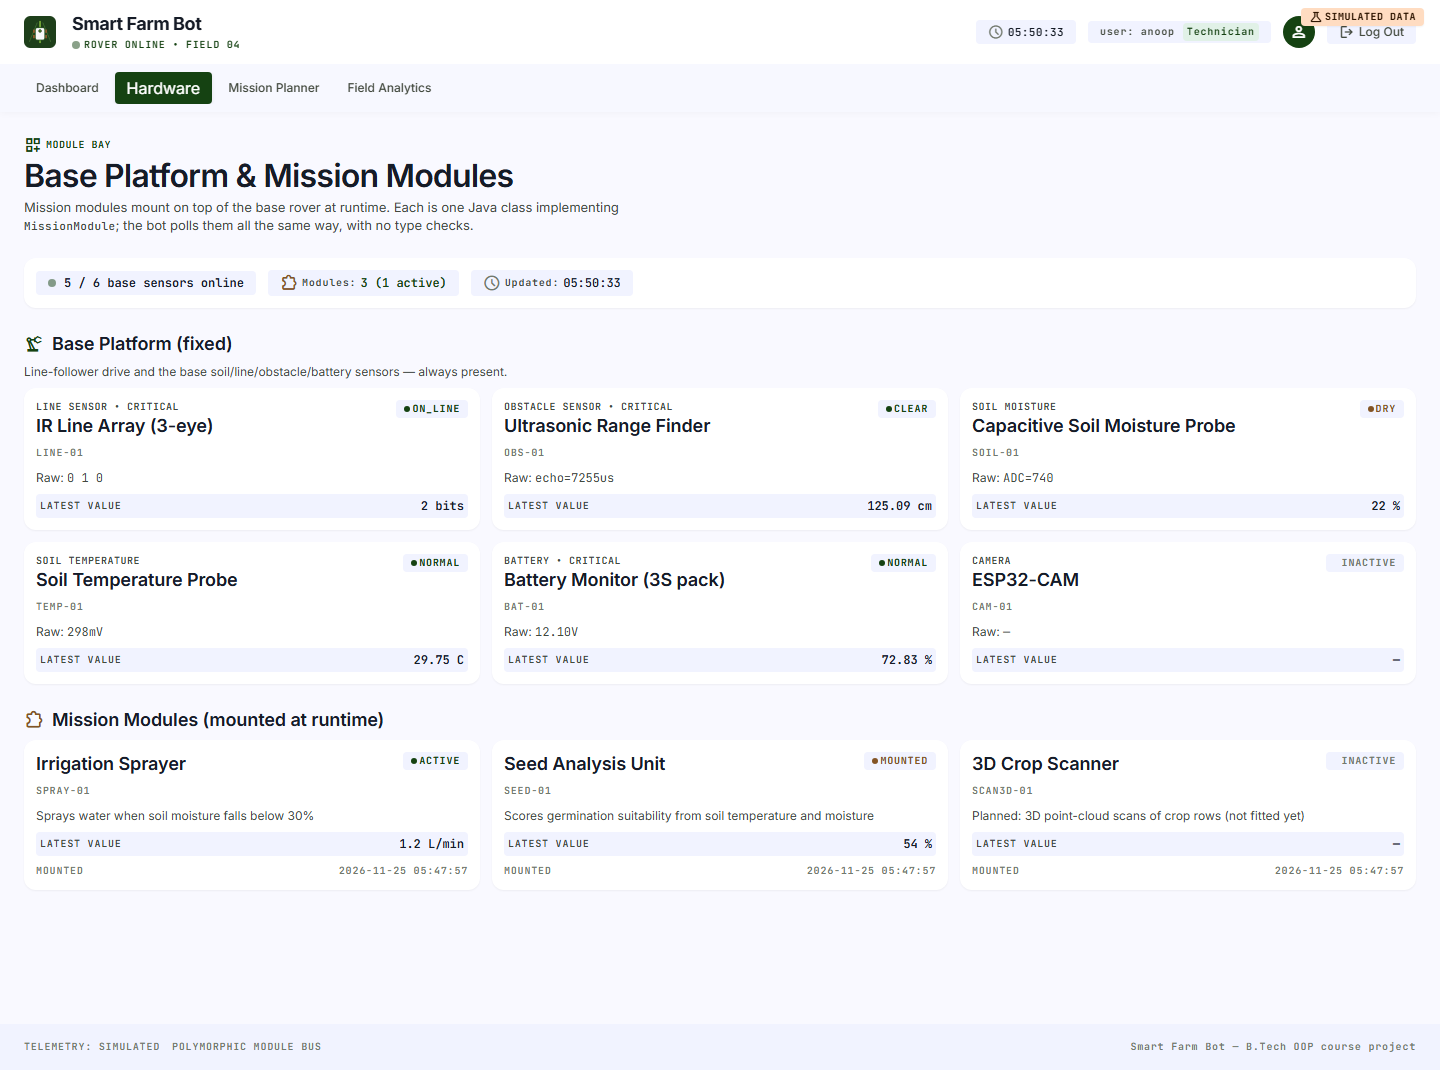 Smart Farm Bot
ROVER ONLINE • FIELD 04
05:50:33
user: anoop Technician
SIMULATED DATA
Log Out
Dashboard
Hardware
Mission Planner
Field Analytics
MODULE BAY
Base Platform & Mission Modules
Mission modules mount on top of the base rover at runtime. Each is one Java class implementing
MissionModule; the bot polls them all the same way, with no type checks.
5 / 6 base sensors online
Modules: 3 (1 active)
Updated: 05:50:33
Base Platform (fixed)
Line-follower drive and the base soil/line/obstacle/battery sensors — always present.
LINE SENSOR • CRITICAL
ON_LINE
IR Line Array (3-eye)
LINE-01
Raw: 0 1 0
LATEST VALUE
2 bits
OBSTACLE SENSOR • CRITICAL
CLEAR
Ultrasonic Range Finder
OBS-01
Raw: echo=7255us
LATEST VALUE
125.09 cm
SOIL MOISTURE
DRY
Capacitive Soil Moisture Probe
SOIL-01
Raw: ADC=740
LATEST VALUE
22 %
SOIL TEMPERATURE
NORMAL
Soil Temperature Probe
TEMP-01
Raw: 298mV
LATEST VALUE
29.75 C
BATTERY • CRITICAL
NORMAL
Battery Monitor (3S pack)
BAT-01
Raw: 12.10V
LATEST VALUE
72.83 %
CAMERA
INACTIVE
ESP32-CAM
CAM-01
Raw: —
LATEST VALUE
—
Mission Modules (mounted at runtime)
Irrigation Sprayer
ACTIVE
SPRAY-01
Sprays water when soil moisture falls below 30%
LATEST VALUE
1.2 L/min
MOUNTED
2026-11-25 05:47:57
Seed Analysis Unit
MOUNTED
SEED-01
Scores germination suitability from soil temperature and moisture
LATEST VALUE
54 %
MOUNTED
2026-11-25 05:47:57
3D Crop Scanner
INACTIVE
SCAN3D-01
Planned: 3D point-cloud scans of crop rows (not fitted yet)
LATEST VALUE
—
MOUNTED
2026-11-25 05:47:57
TELEMETRY: SIMULATED
POLYMORPHIC MODULE BUS
Smart Farm Bot — B.Tech OOP course project